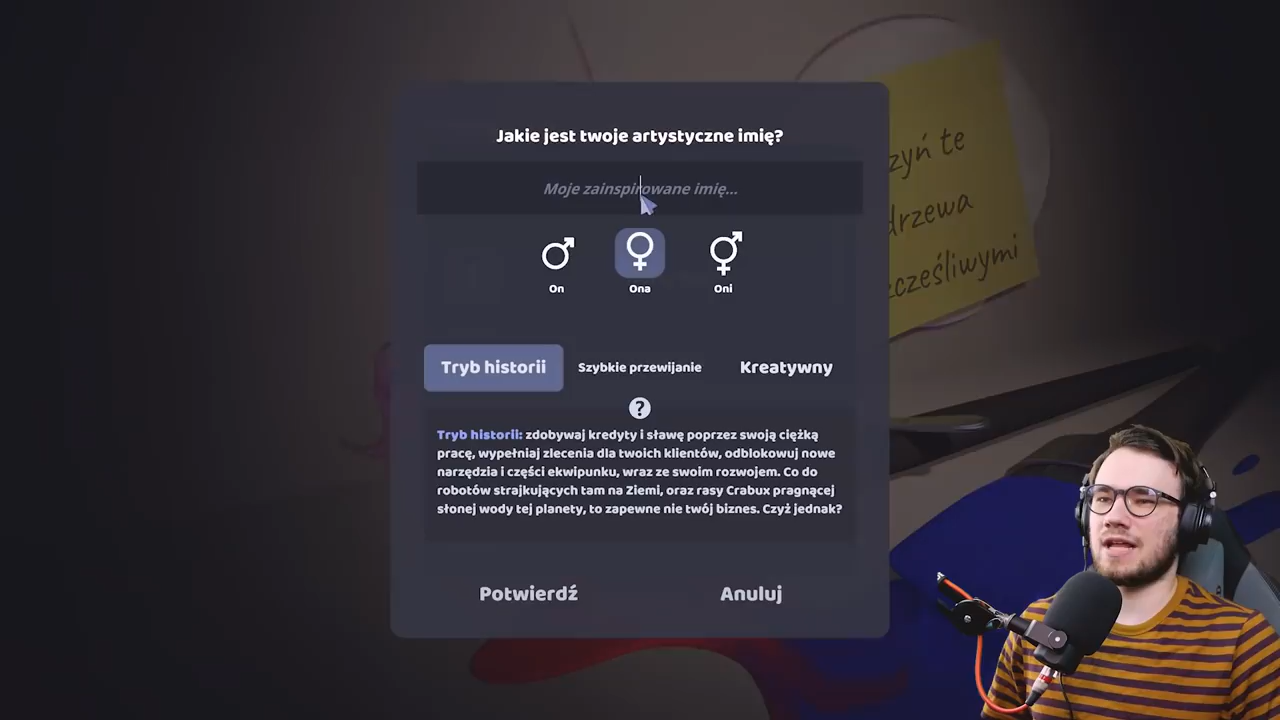 Jakie jest twoje artystyczne imię?
Moje zainspirowane imię...
On
Ona
Oni
Tryb historii
Szybkie przewijanie
Kreatywny
?
Tryb historii: zdobywaj kredyty i sławę poprzez swoją ciężką
pracę, wypełniaj zlecenia dla twoich klientów, odblokowuj nowe
narzędzia i części ekwipunku, wraz ze swoim rozwojem. Co do
robotów strajkujących tam na Ziemi, oraz rasy Crabux pragnącej
słonej wody tej planety, to zapewne nie twój biznes. Czyż jednak?
Potwierdź
Anuluj
zyń te
drzewa
zcześliwymi